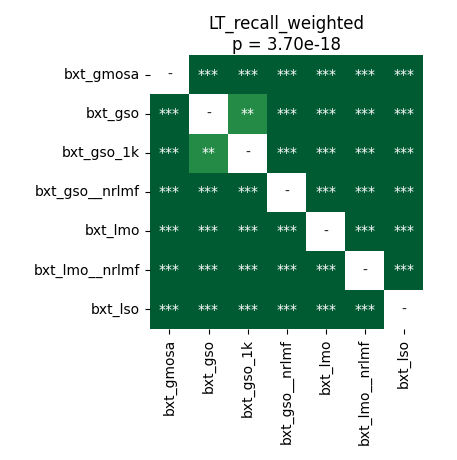 LT_recall_weighted
p = 3.70e-18
bxt_gmosa - *** *** *** *** *** ***
bxt_gso *** - ** *** *** *** ***
bxt_gso_1k *** ** - *** *** *** ***
bxt_gso__nrlmf *** *** *** - *** *** ***
bxt_lmo *** *** *** *** - *** ***
bxt_lmo__nrlmf *** *** *** *** *** - ***
bxt_lso *** *** *** *** *** *** -
bxt_gmosa
bxt_gso
bxt_gso_1k
bxt_gso__nrlmf
bxt_lmo
bxt_lmo__nrlmf
bxt_lso